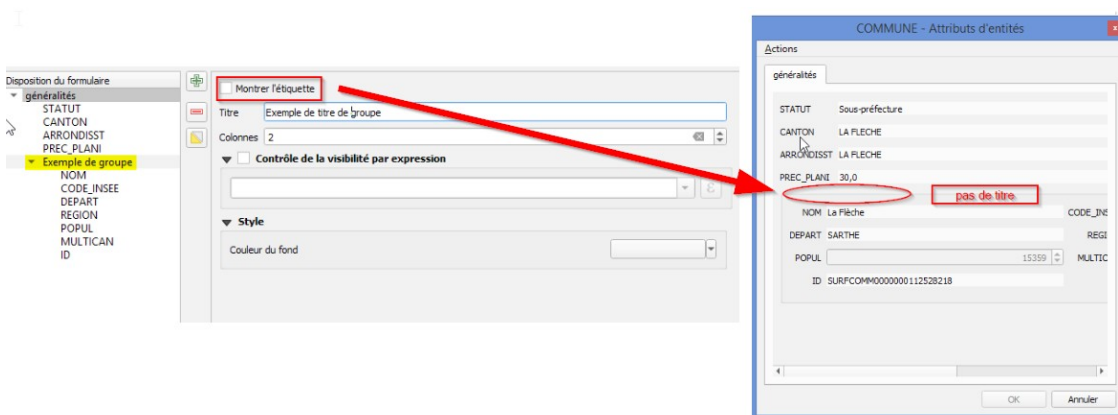 Disposition du formulaire
généralités
STATUT
CANTON
ARRONDISST
PREC_PLANI
Exemple de groupe
NOM
CODE_INSEE
DEPART
REGION
POPUL
MULTICAN
ID
Montrer l'étiquette
Titre Exemple de titre de groupe
Colonnes 2
Contrôle de la visibilité par expression
ε
Style
Couleur du fond
COMMUNE - Attributs d'entités
x
Actions
généralités
STATUT Sous-préfecture
CANTON LA FLECHE
ARRONDISST LA FLECHE
PREC_PLANI 30,0
pas de titre
NOM La Flèche CODE_INS
DEPART SARTHE REGI
POPUL 15359 MULTIC
ID SURFCOMM0000000112528218
OK Annuler